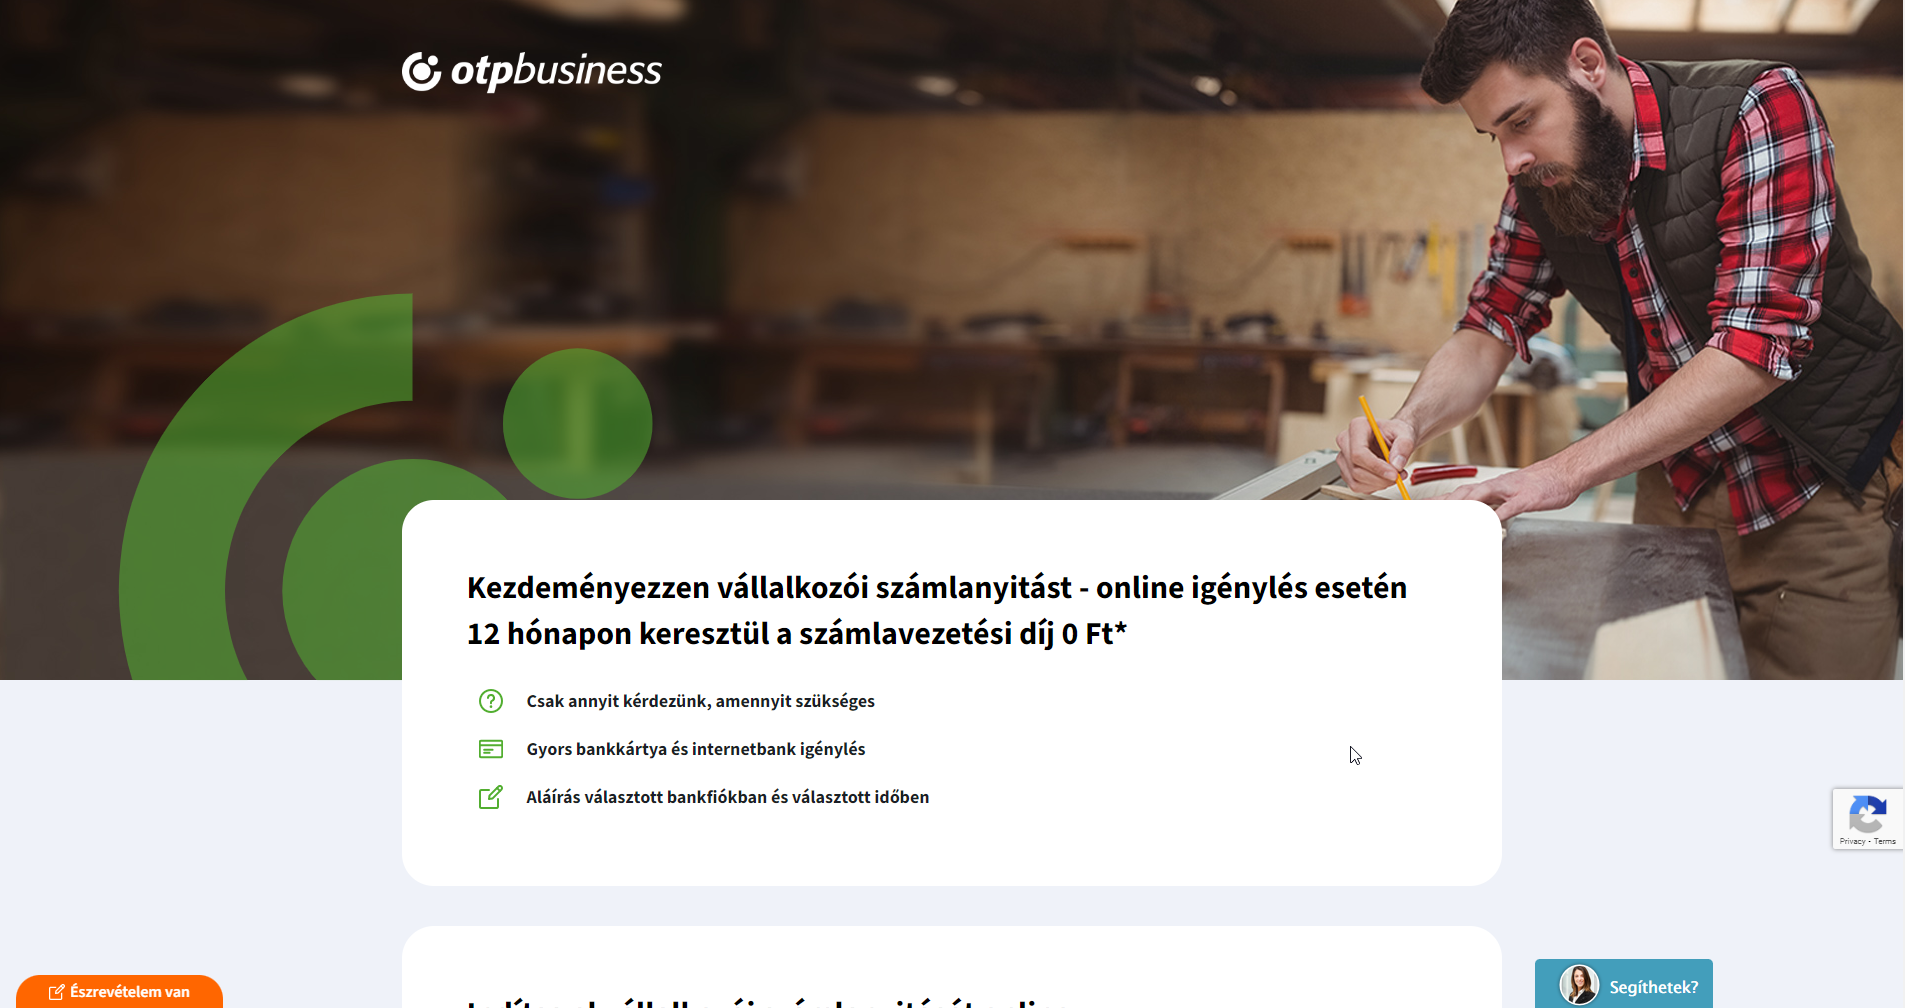 otpbusiness
Kezdeményezzen vállalkozói számlanyitást - online igénylés esetén
12 hónapon keresztül a számlavezetési díj 0 Ft*
Csak annyit kérdezünk, amennyit szükséges
Gyors bankkártya és internetbank igénylés
Aláírás választott bankfiókban és választott időben
Privacy - Terms
Észrevételem van
Segíthetek?